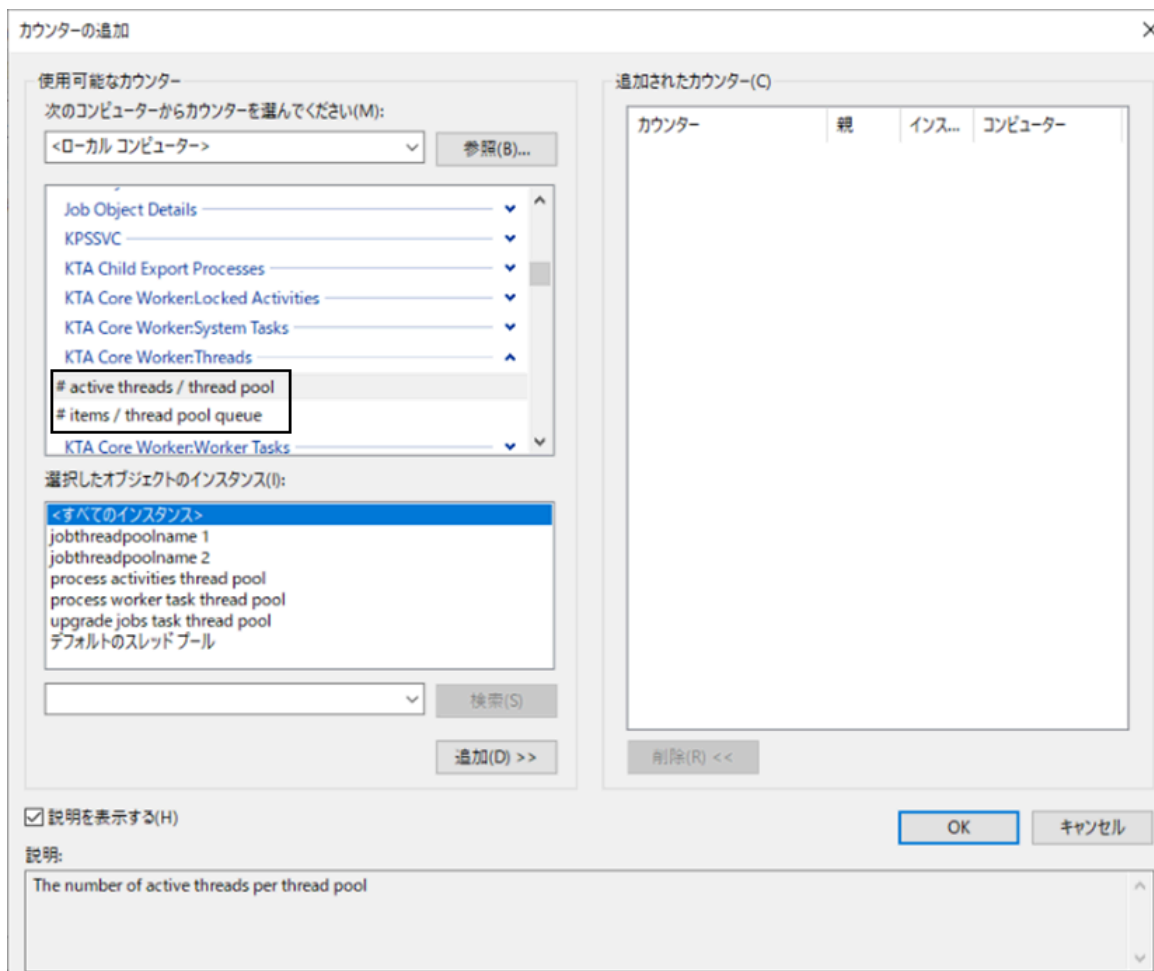 カウンターの追加
使用可能なカウンター
次のコンピューターからカウンターを選んでください(M):
<ローカル コンピューター>
参照(B)...
Job Object Details
KPSSVC
KTA Child Export Processes
KTA Core Worker:Locked Activities
KTA Core Worker:System Tasks
KTA Core Worker:Threads
# active threads / thread pool
# items / thread pool queue
KTA Core Worker:Worker Tasks
選択したオブジェクトのインスタンス(I):
<すべてのインスタンス>
jobthreadpoolname 1
jobthreadpoolname 2
process activities thread pool
process worker task thread pool
upgrade jobs task thread pool
デフォルトのスレッド プール
検索(S)
追加(D) >>
追加されたカウンター(C)
カウンター 親 インス... コンピューター
削除(R) <<
説明を表示する(H)
OK キャンセル
説明:
The number of active threads per thread pool